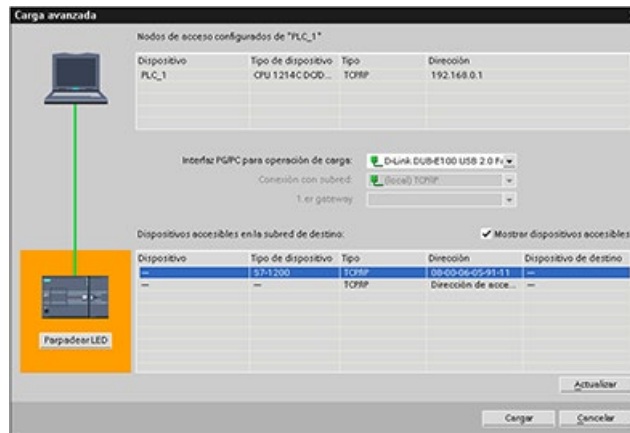 Carga avanzada
Nodos de acceso configurados de "PLC_1"
Dispositivo Tipo de dispositivo Tipo Dirección
PLC_1 CPU 1214C DC/D... TCP/IP 192.168.0.1
Interfaz PG/PC para operación de carga: D-Link DUB-E100 USB 2.0 Fa
Conexión con subred: (local) TCP/IP
1.er gateway:
Dispositivos accesibles en la subred de destino: Mostrar dispositivos accesibles
Dispositivo Tipo de dispositivo Tipo Dirección Dispositivo de destino
— S7-1200 TCP/IP 08-00-06-05-91-11 —
— — TCP/IP Dirección de acce... —
Parpadear LED
Actualizar
Cargar Cancelar